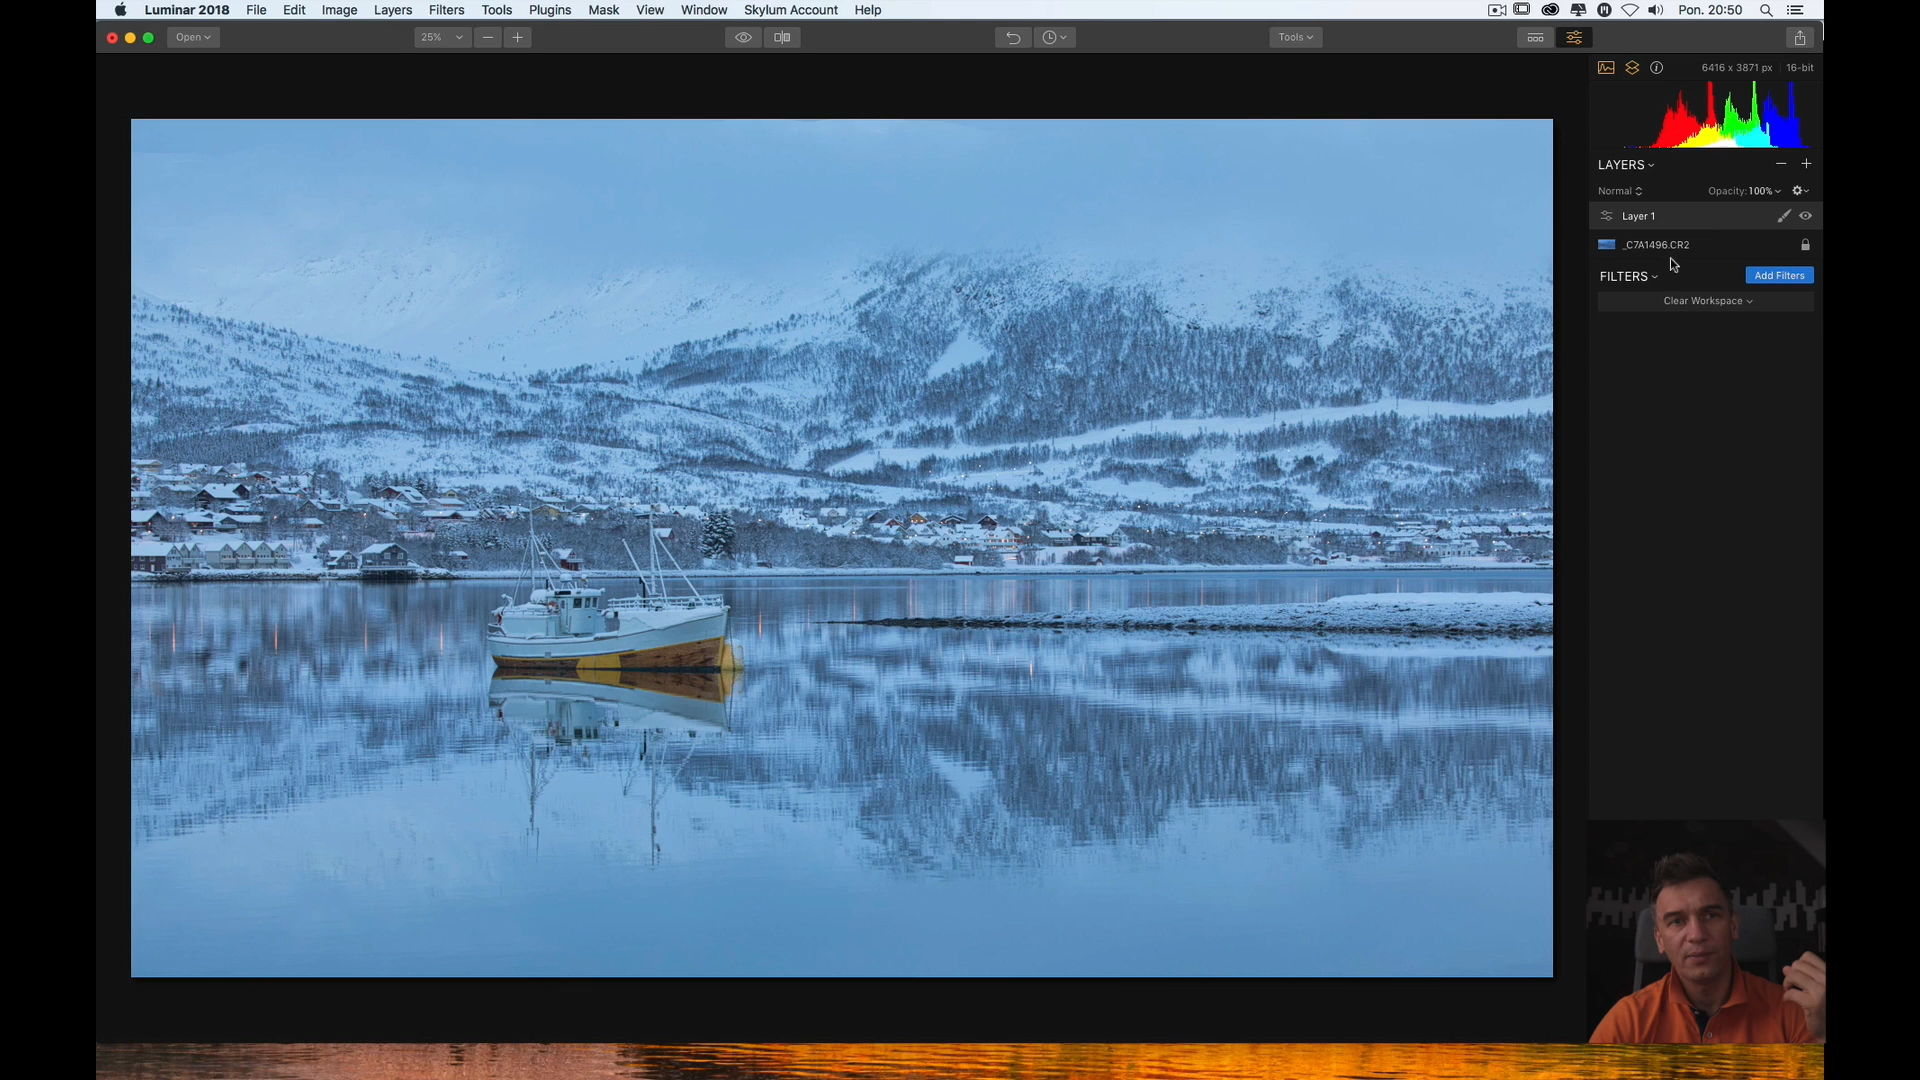 Luminar 2018 File Edit Image Layers Filters Tools Plugins Mask View Window Skylum Account Help Pon. 20:50
Open 25% Tools
6416 x 3871 px 16-bit
LAYERS
Normal Opacity: 100%
Layer 1
_C7A1496.CR2
FILTERS Add Filters
Clear Workspace